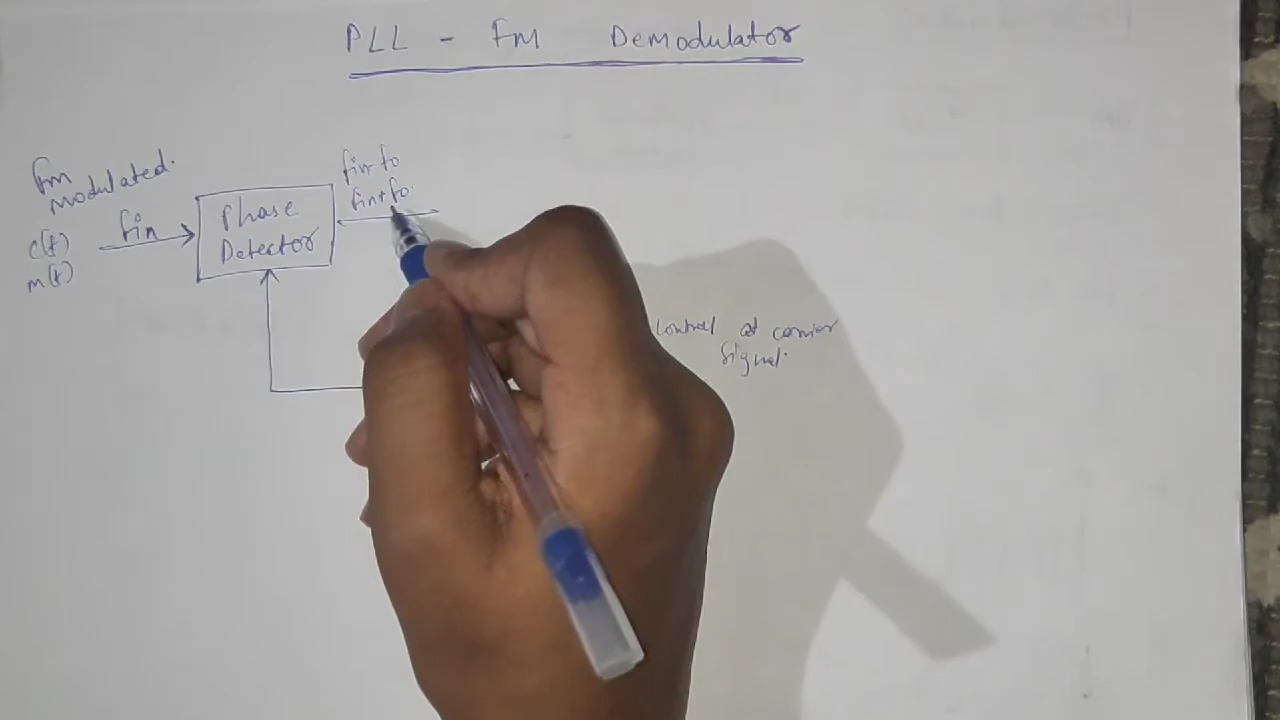 PLL - FM Demodulator
FM
modulated.
c(t)
m(t)
fin
Phase
Detector
fin-fo
fin+fo.
Control at carrier
signal.